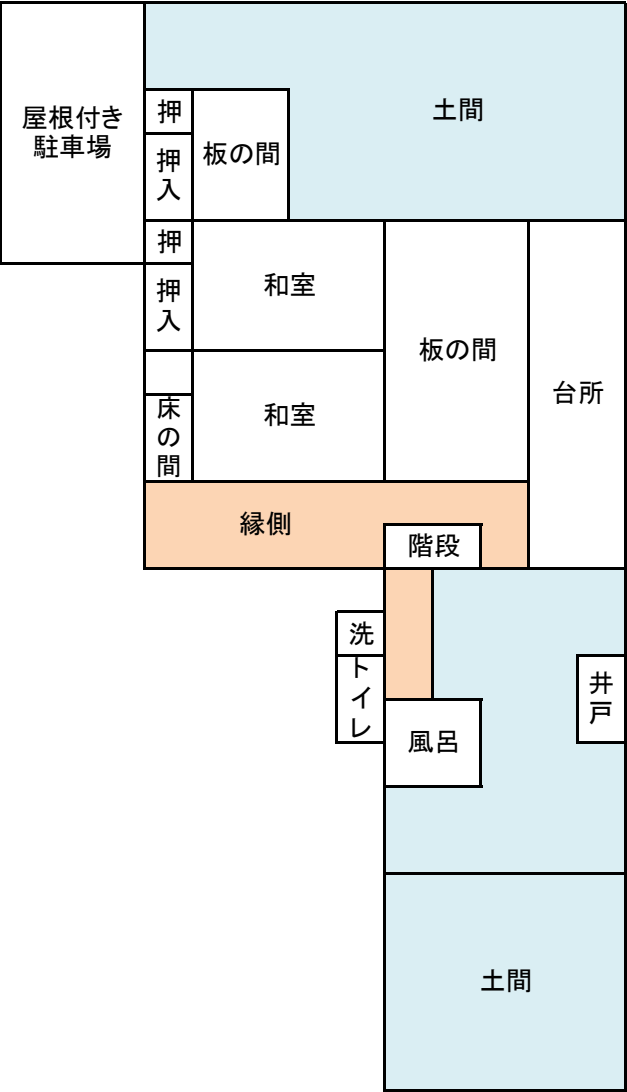 屋根付き
駐車場
押
押入
板の間
土間
押
押入
和室
板の間
台所
和室
床の間
縁側
階段
洗
トイレ
井戸
風呂
土間